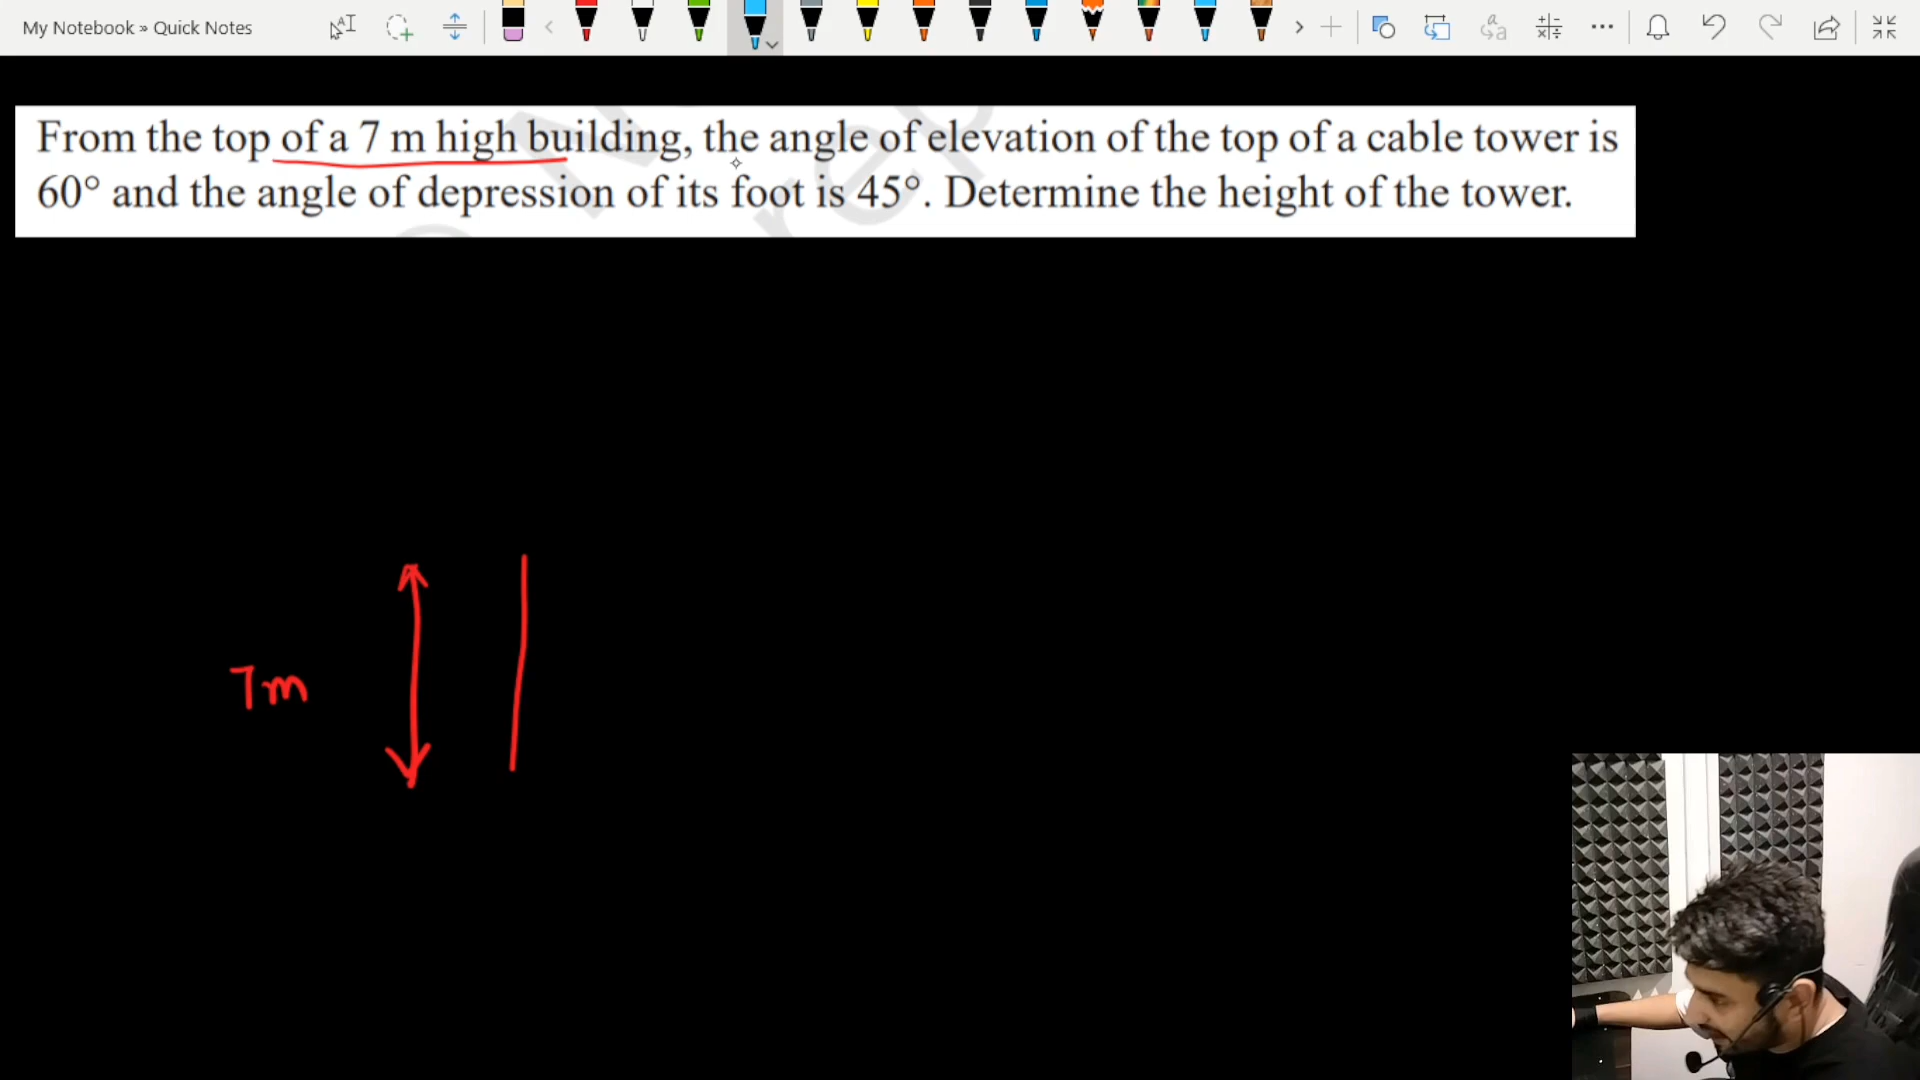 My Notebook » Quick Notes
From the top of a 7 m high building, the angle of elevation of the top of a cable tower is
60° and the angle of depression of its foot is 45°. Determine the height of the tower.
7m